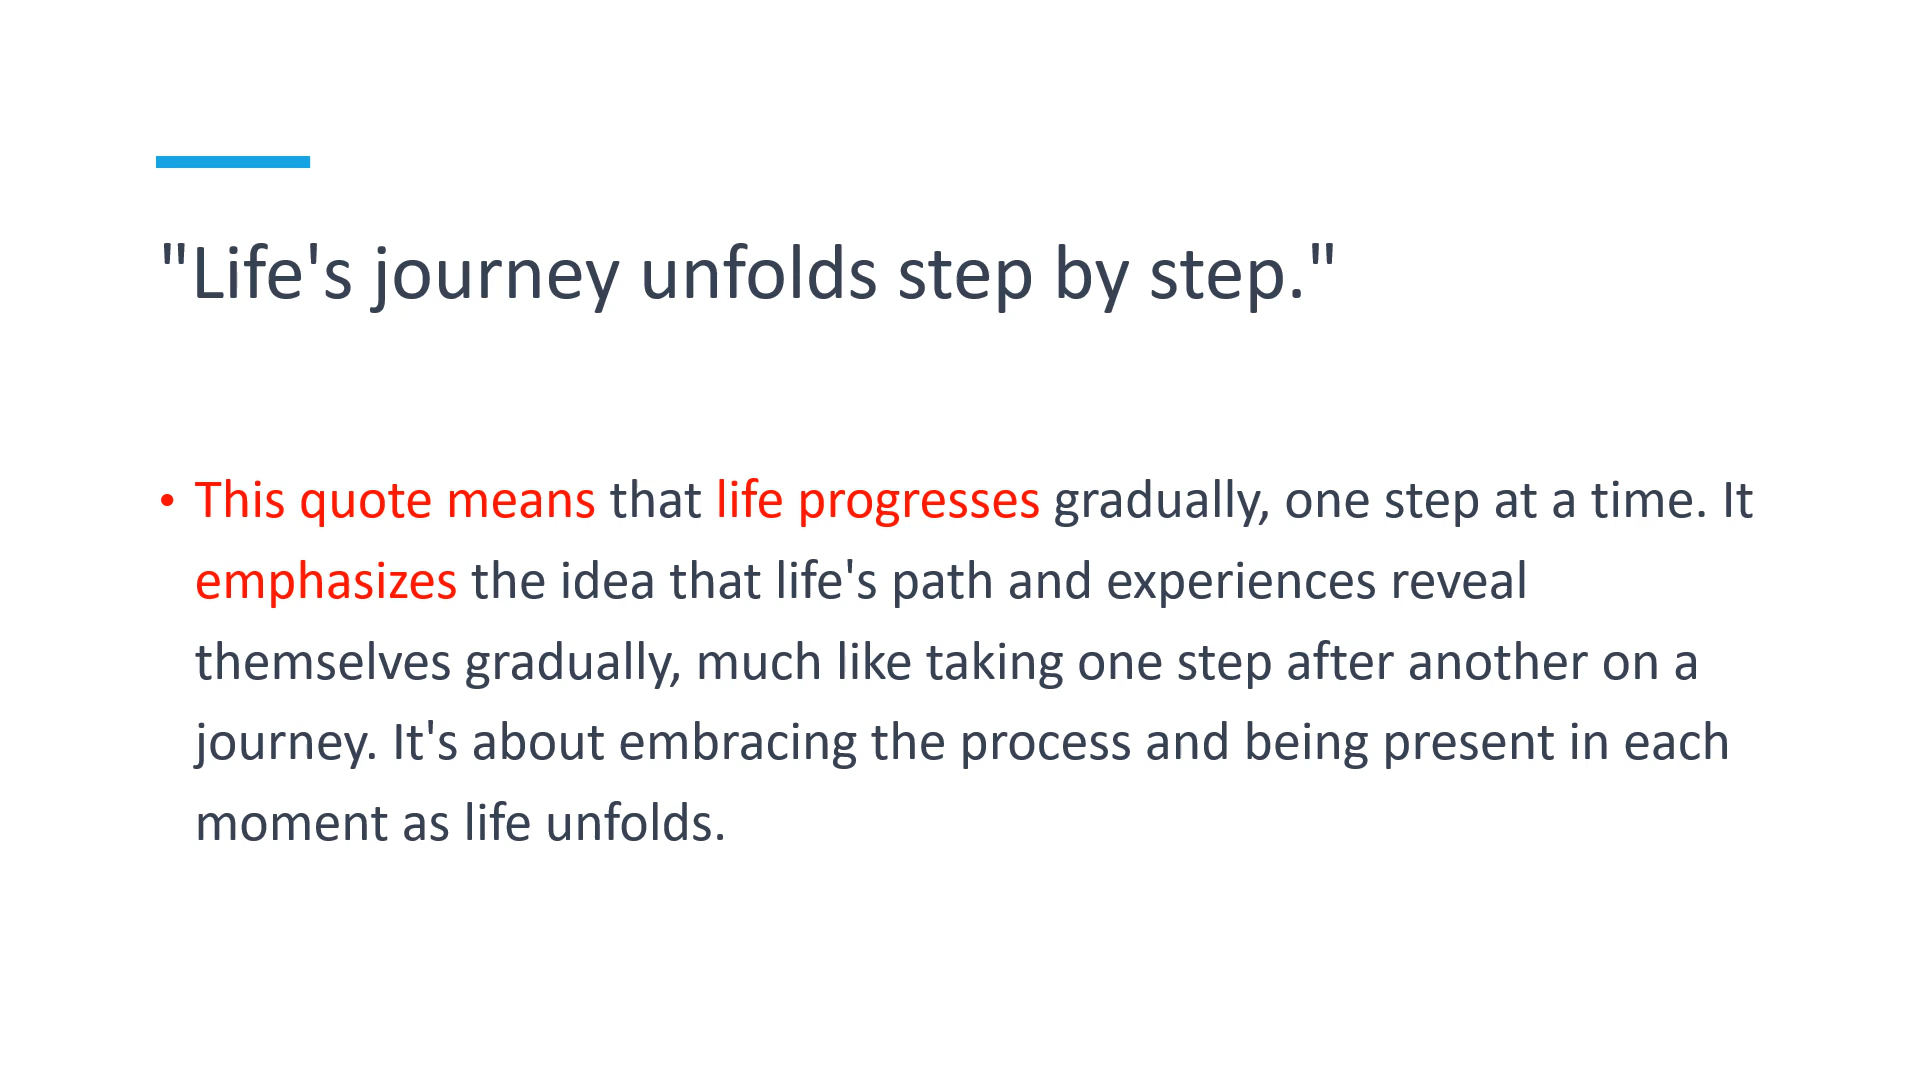 "Life's journey unfolds step by step."
• This quote means that life progresses gradually, one step at a time. It
emphasizes the idea that life's path and experiences reveal
themselves gradually, much like taking one step after another on a
journey. It's about embracing the process and being present in each
moment as life unfolds.